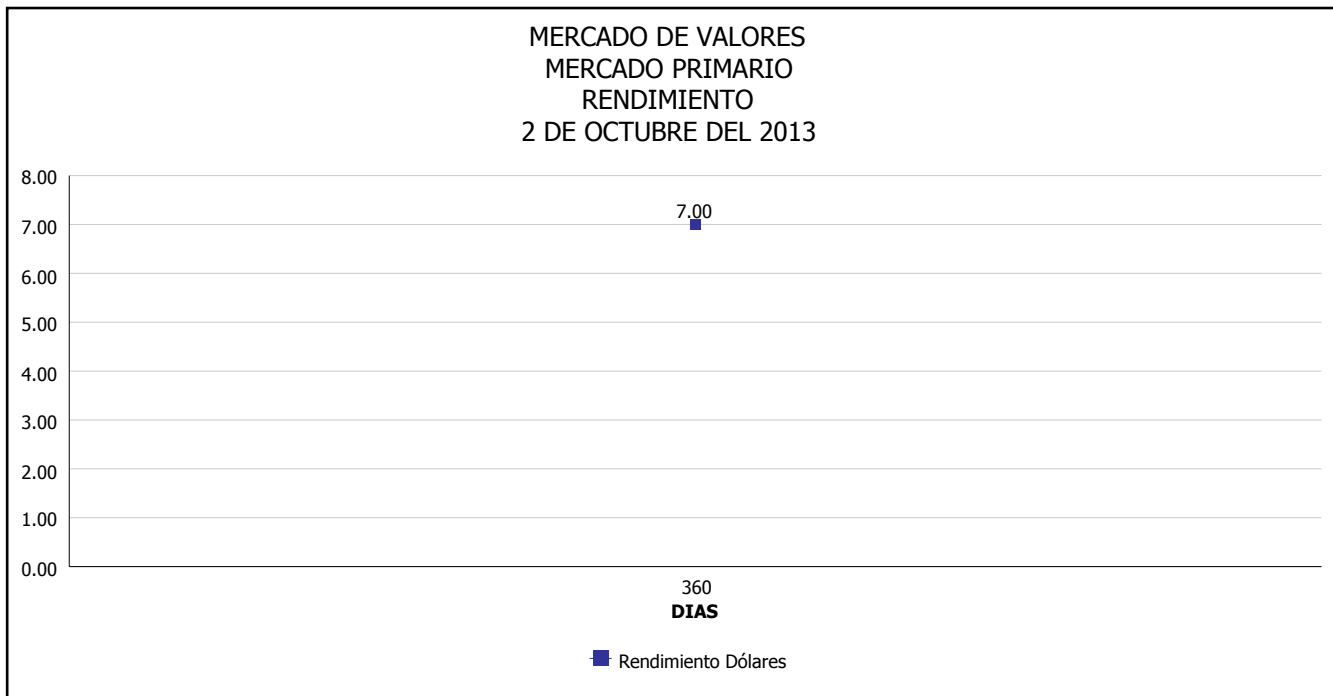 MERCADO DE VALORES
MERCADO PRIMARIO
RENDIMIENTO
2 DE OCTUBRE DEL 2013
8.00
7.00
7.00
6.00
5.00
4.00
3.00
2.00
1.00
0.00
360
DIAS
Rendimiento Dólares